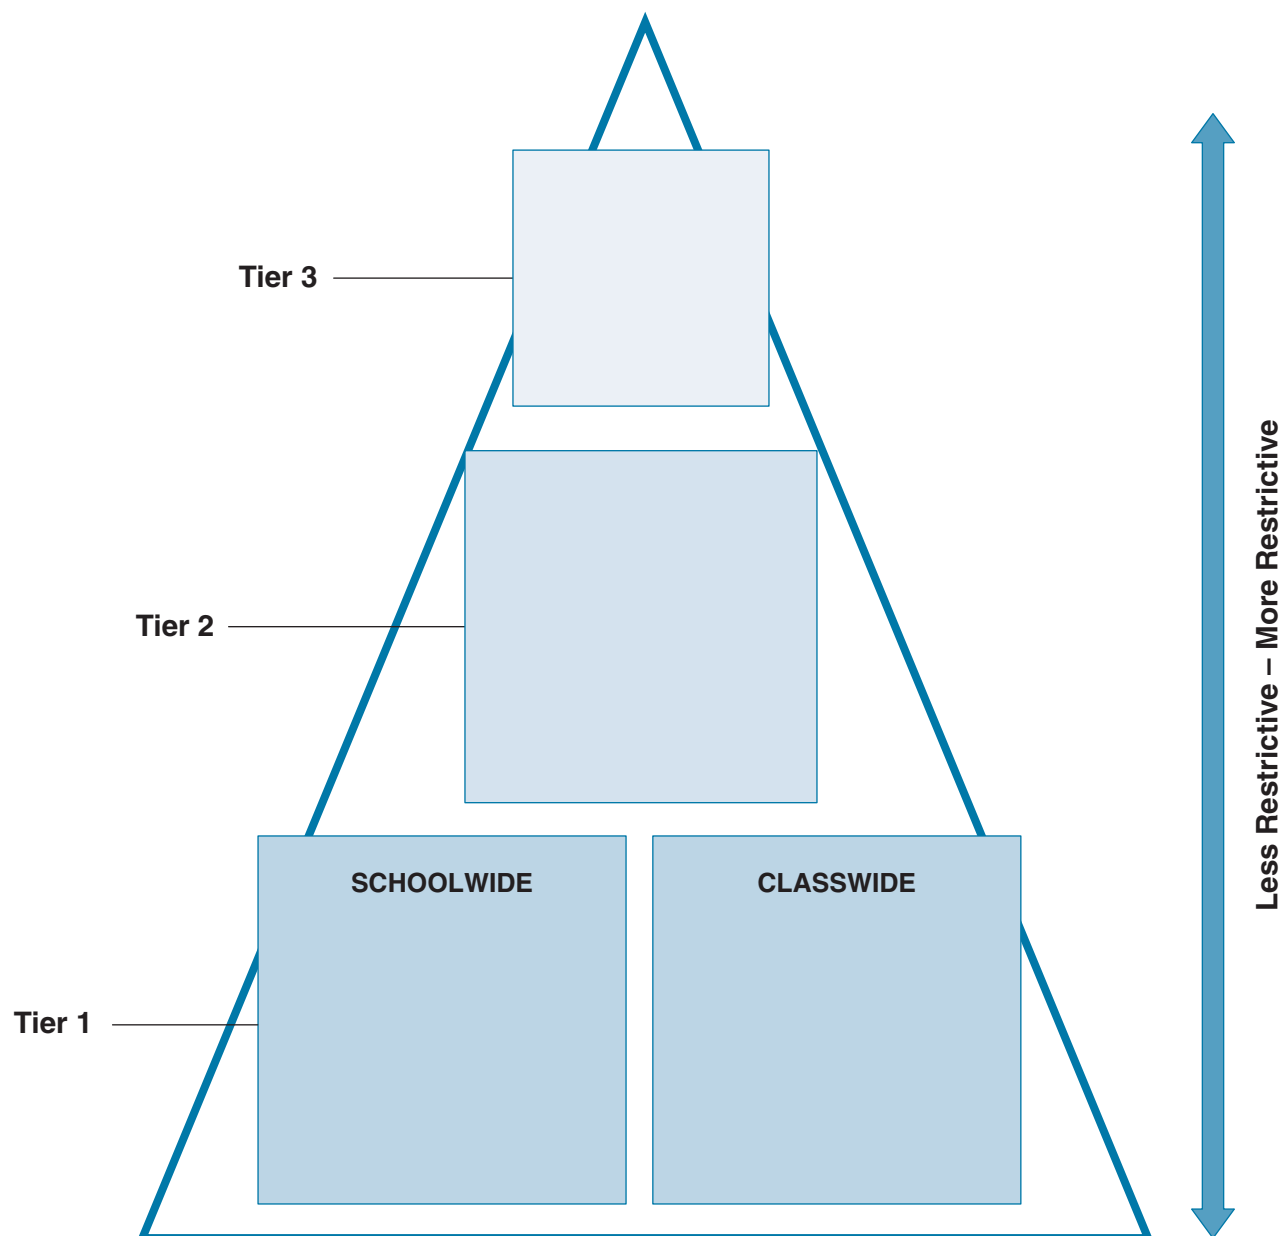 Tier 3
Tier 2
SCHOOLWIDE
CLASSWIDE
Tier 1
Less Restrictive – More Restrictive